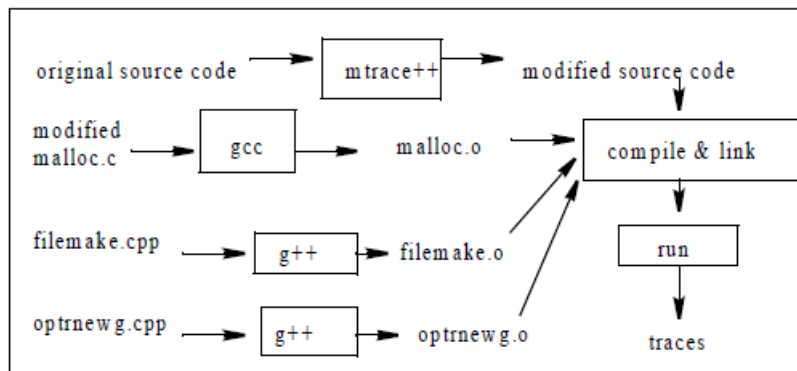 original source code
mtrace++
modified source code
modified
malloc.c
gcc
malloc.o
compile & link
filemake.cpp
g++
filemake.o
run
optrnewg.cpp
g++
optrnewg.o
traces